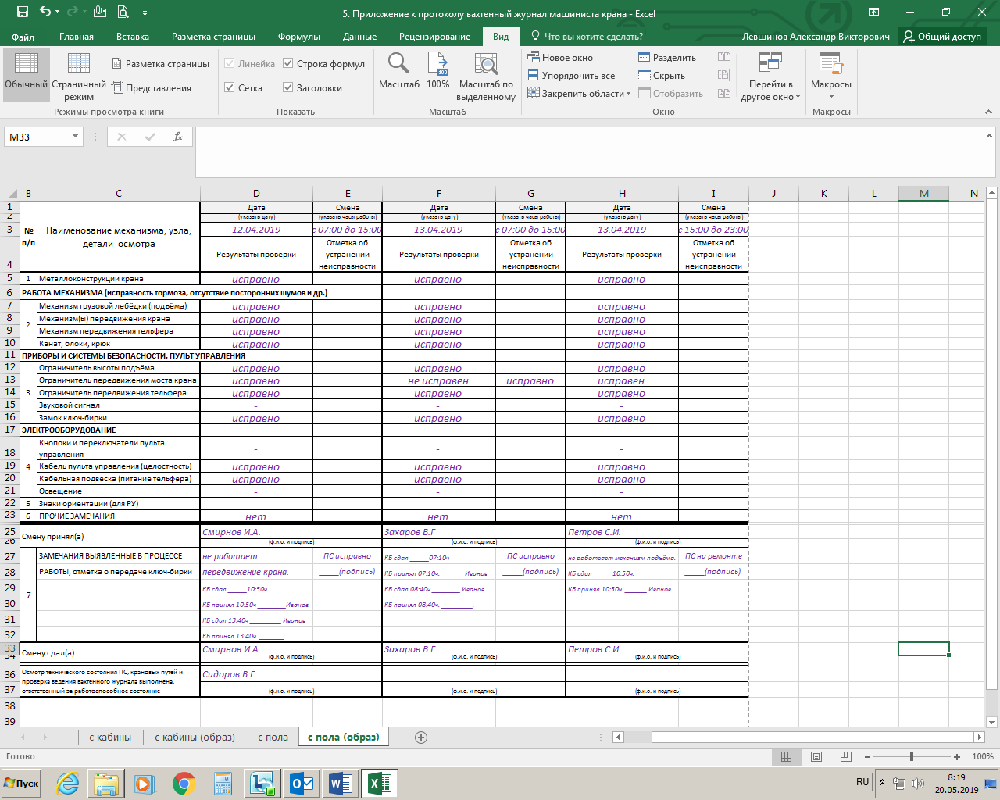 5. Приложение к протоколу вахтенный журнал машиниста крана - Excel
Файл Главная Вставка Разметка страницы Формулы Данные Рецензирование Вид Что вы хотите сделать? Левшинов Александр Викторович Общий доступ
Обычный Страничный режим Разметка страницы Представления
Линейка Строка формул Сетка Заголовки
Масштаб 100% Масштаб по выделенному
Новое окно Упорядочить все Закрепить области
Разделить Скрыть Отобразить
Перейти в другое окно Макросы
Режимы просмотра книги Показать Масштаб Окно Макросы
M33 fx
B C D E F G H I J K L M N
1 Дата Смена Дата Смена Дата Смена
2 (указать дату) (указать часы работы) (указать дату) (указать часы работы) (указать дату) (указать часы работы)
3 № п/п Наименование механизма, узла, детали осмотра 12.04.2019 с 07:00 до 15:00 13.04.2019 с 07:00 до 15:00 13.04.2019 с 15:00 до 23:00
4 Результаты проверки Отметка об устранении неисправности Результаты проверки Отметка об устранении неисправности Результаты проверки Отметка об устранении неисправности
5 1 Металлоконструкции крана исправно исправно исправно
6 РАБОТА МЕХАНИЗМА (исправность тормоза, отсутствие посторонних шумов и др.)
7 Механизм грузовой лебёдки (подъёма) исправно исправно исправно
8 2 Механизм(ы) передвижения крана исправно исправно исправно
9 Механизм передвижения тельфера исправно исправно исправно
10 Канат, блоки, крюк исправно исправно исправно
11 ПРИБОРЫ И СИСТЕМЫ БЕЗОПАСНОСТИ, ПУЛЬТ УПРАВЛЕНИЯ
12 Ограничитель высоты подъёма исправно исправно исправно
13 Ограничитель передвижения моста крана исправно не исправен исправно исправен
14 3 Ограничитель передвижения тельфера исправно исправно исправно
15 Звуковой сигнал - - -
16 Замок ключ-бирки исправно исправно исправно
17 ЭЛЕКТРООБОРУДОВАНИЕ
18 Кнопоки и переключатели пульта управления - - -
19 4 Кабель пульта управления (целостность) исправно исправно исправно
20 Кабельная подвеска (питание тельфера) исправно исправно исправно
21 Освещение - - -
22 5 Знаки ориентации (для РУ) - - -
23 6 ПРОЧИЕ ЗАМЕЧАНИЯ нет нет нет
25 Смену принял(а) Смирнов И.А. Захаров В.Г Петров С.И.
26 (ф.и.о. и подпись) (ф.и.о. и подпись) (ф.и.о. и подпись)
27 ЗАМЕЧАНИЯ ВЫЯВЛЕННЫЕ В ПРОЦЕССЕ не работает ПС исправно КБ сдал _____07:10ч ПС исправно не работеает механизм подъёма. ПС на ремонте
28 РАБОТЫ, отметка о передаче ключ-бирки передвижение крана. ____(подпись) КБ принял 07:10ч. ______ Иванов ____(подпись) КБ сдал _____10:50ч. ____(подпись)
29 КБ сдал _____10:50ч. КБ сдал 08:40ч ________ Иванов КБ принял 10:50ч. ______ Иванов
30 7 КБ принял 10:50ч ________Иванов КБ принял 08:40ч. _________.
31 КБ сдал 13:40ч _________ Иванов
32 КБ принял 13:40ч. _______.
33 Смену сдал(а) Смирнов И.А. Захаров В.Г Петров С.И.
34 (ф.и.о. и подпись) (ф.и.о. и подпись) (ф.и.о. и подпись)
36 Осмотр технического состояния ПС, крановых путей и проверка ведения вахтенного журнала выполнена, Сидоров В.Г.
37 ответственный за работоспособное состояние (ф.и.о. и подпись) (ф.и.о. и подпись) (ф.и.о. и подпись)
38
39
с кабины с кабины (образ) с пола с пола (образ)
Готово 100%
Пуск RU 8:19
20.05.2019